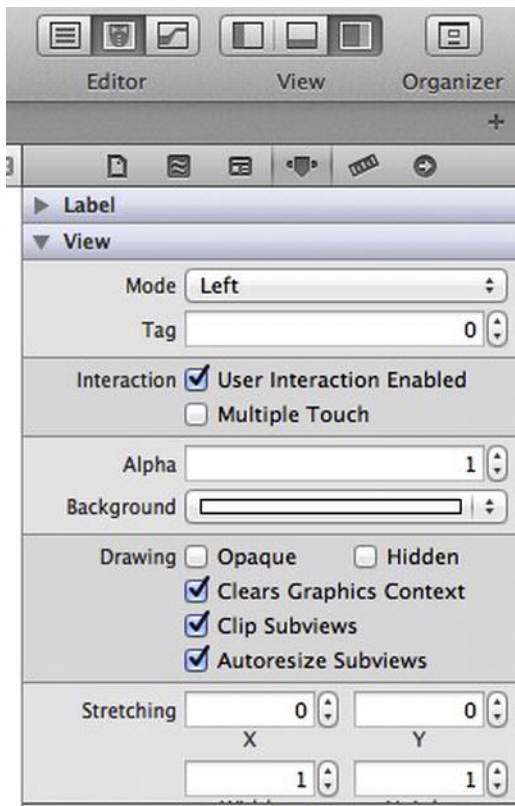 Editor View Organizer
Label
View
Mode Left
Tag 0
Interaction User Interaction Enabled
Multiple Touch
Alpha 1
Background
Drawing Opaque Hidden
Clears Graphics Context
Clip Subviews
Autoresize Subviews
Stretching 0 0
X Y
1 1